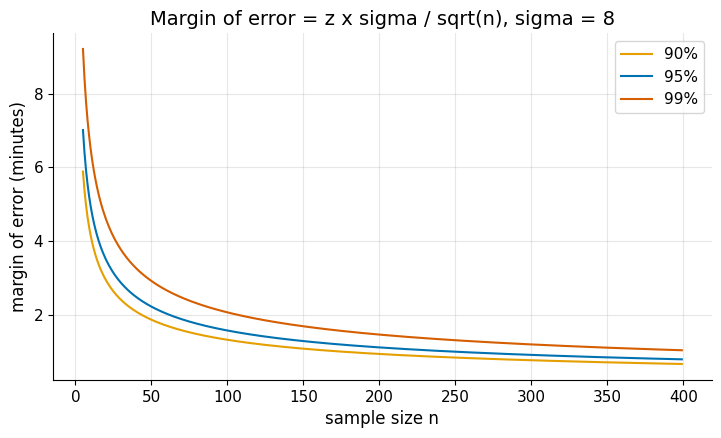 Margin of error = z x sigma / sqrt(n), sigma = 8
90%
95%
99%
margin of error (minutes)
8
6
4
2
0 50 100 150 200 250 300 350 400
sample size n